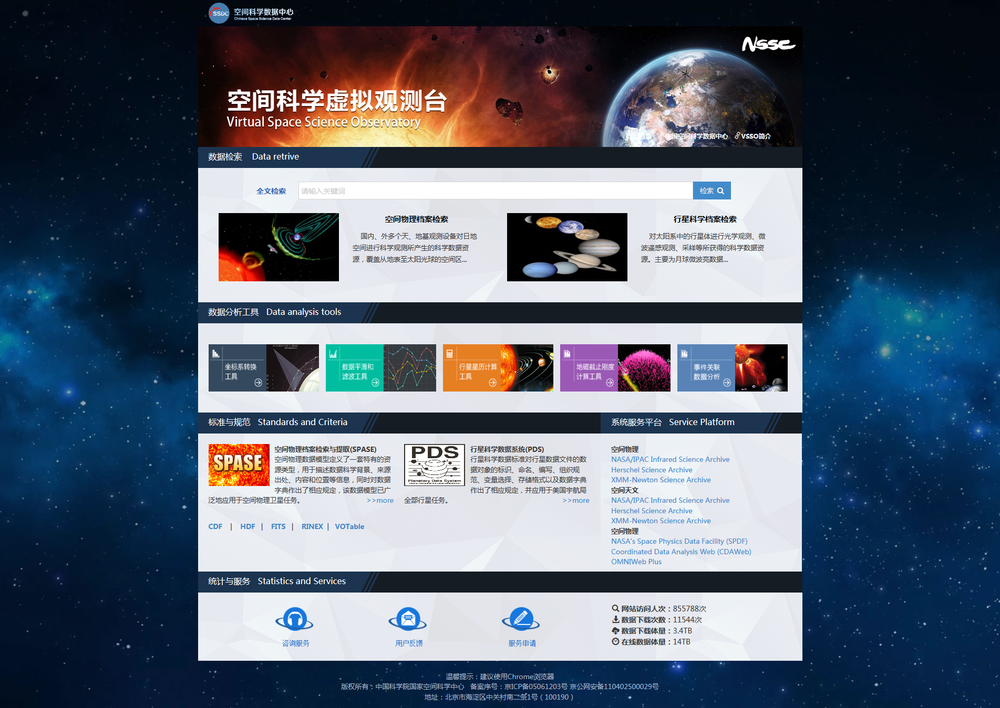 SSDC 空间科学数据中心
Chinese Space Science Data Center
NSSC
空间科学虚拟观测台
Virtual Space Science Observatory
首页 中国空间科学数据中心 VSSO简介
数据检索 Data retrive
全文检索 请输入关键词 检索
空间物理档案检索
国内、外多个天、地基观测设备对日地
空间进行科学观测所产生的科学数据资
源，覆盖从地表至太阳光球的空间区...
行星科学档案检索
对太阳系中的行星体进行光学观测、微
波遥感观测、采样等所获得的科学数据资
源。主要为月球微波亮数据...
数据分析工具 Data analysis tools
坐标系转换
工具
数据平滑和
滤波工具
行星星历计算
工具
地磁截止刚度
计算工具
事件关联
数据分析
标准与规范 Standards and Criteria
SPASE
空间物理档案检索与提取(SPASE)
空间物理数据模型定义了一套特有的资
源类型，用于描述数据科学背景、来源
出处、内容和位置等信息，同时对数据
字典作出了相应规定，该数据模型已广
泛地应用于空间物理卫星任务。 >>more
PDS
Planetary Data System
行星科学数据系统(PDS)
行星科学数据标准对行星数据文件的数
据对象的标识、命名、编写、组织规
范、变量选择、存储格式以及数据字典
作出了相应规定，并应用于美国宇航局
全部行星任务。 >>more
CDF | HDF | FITS | RINEX | VOTable
系统服务平台 Service Platform
空间物理
NASA/IPAC Infrared Science Archive
Herschel Science Archive
XMM-Newton Science Archive
空间天文
NASA/IPAC Infrared Science Archive
Herschel Science Archive
XMM-Newton Science Archive
空间物理
NASA's Space Physics Data Facility (SPDF)
Coordinated Data Analysis Web (CDAWeb)
OMNIWeb Plus
统计与服务 Statistics and Services
咨询服务
用户反馈
服务申请
网站访问人次：855788次
数据下载次数：11544次
数据下载体量：3.4TB
在线数据体量：14TB
温馨提示：建议使用Chrome浏览器
版权所有：中国科学院国家空间科学中心 备案序号：京ICP备05061203号 京公网安备110402500029号
地址：北京市海淀区中关村南二条1号（100190）